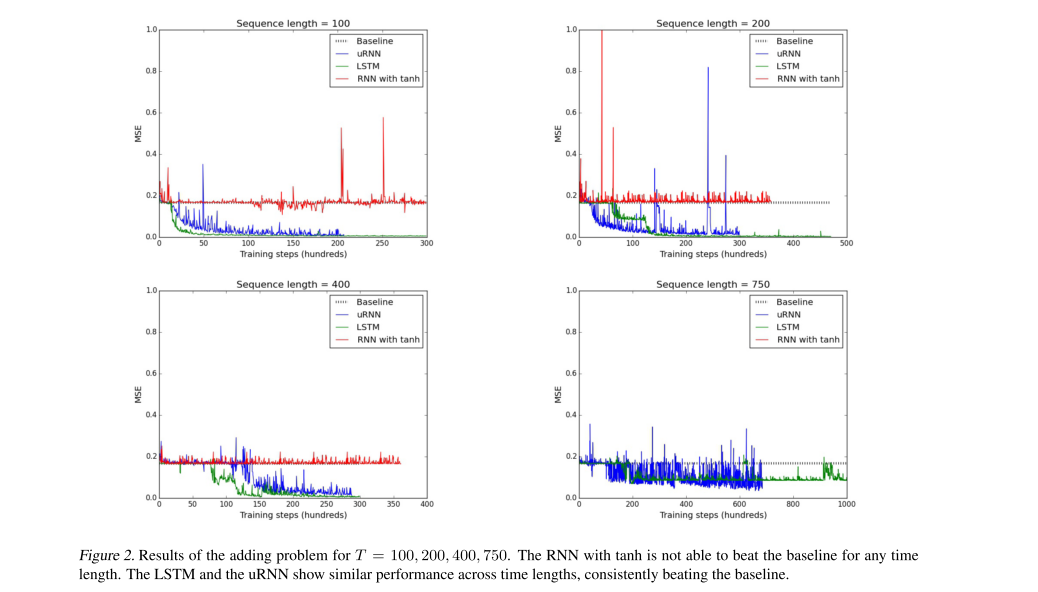 Sequence length = 100
1.0
0.8
0.6
0.4
0.2
0.0
MSE
Baseline
uRNN
LSTM
RNN with tanh
0 50 100 150 200 250 300
Training steps (hundreds)
Sequence length = 200
1.0
0.8
0.6
0.4
0.2
0.0
MSE
Baseline
uRNN
LSTM
RNN with tanh
0 100 200 300 400 500
Training steps (hundreds)
Sequence length = 400
1.0
0.8
0.6
0.4
0.2
0.0
MSE
Baseline
uRNN
LSTM
RNN with tanh
0 50 100 150 200 250 300 350 400
Training steps (hundreds)
Sequence length = 750
1.0
0.8
0.6
0.4
0.2
0.0
MSE
Baseline
uRNN
LSTM
RNN with tanh
0 200 400 600 800 1000
Training steps (hundreds)
Figure 2. Results of the adding problem for T = 100, 200, 400, 750. The RNN with tanh is not able to beat the baseline for any time
length. The LSTM and the uRNN show similar performance across time lengths, consistently beating the baseline.